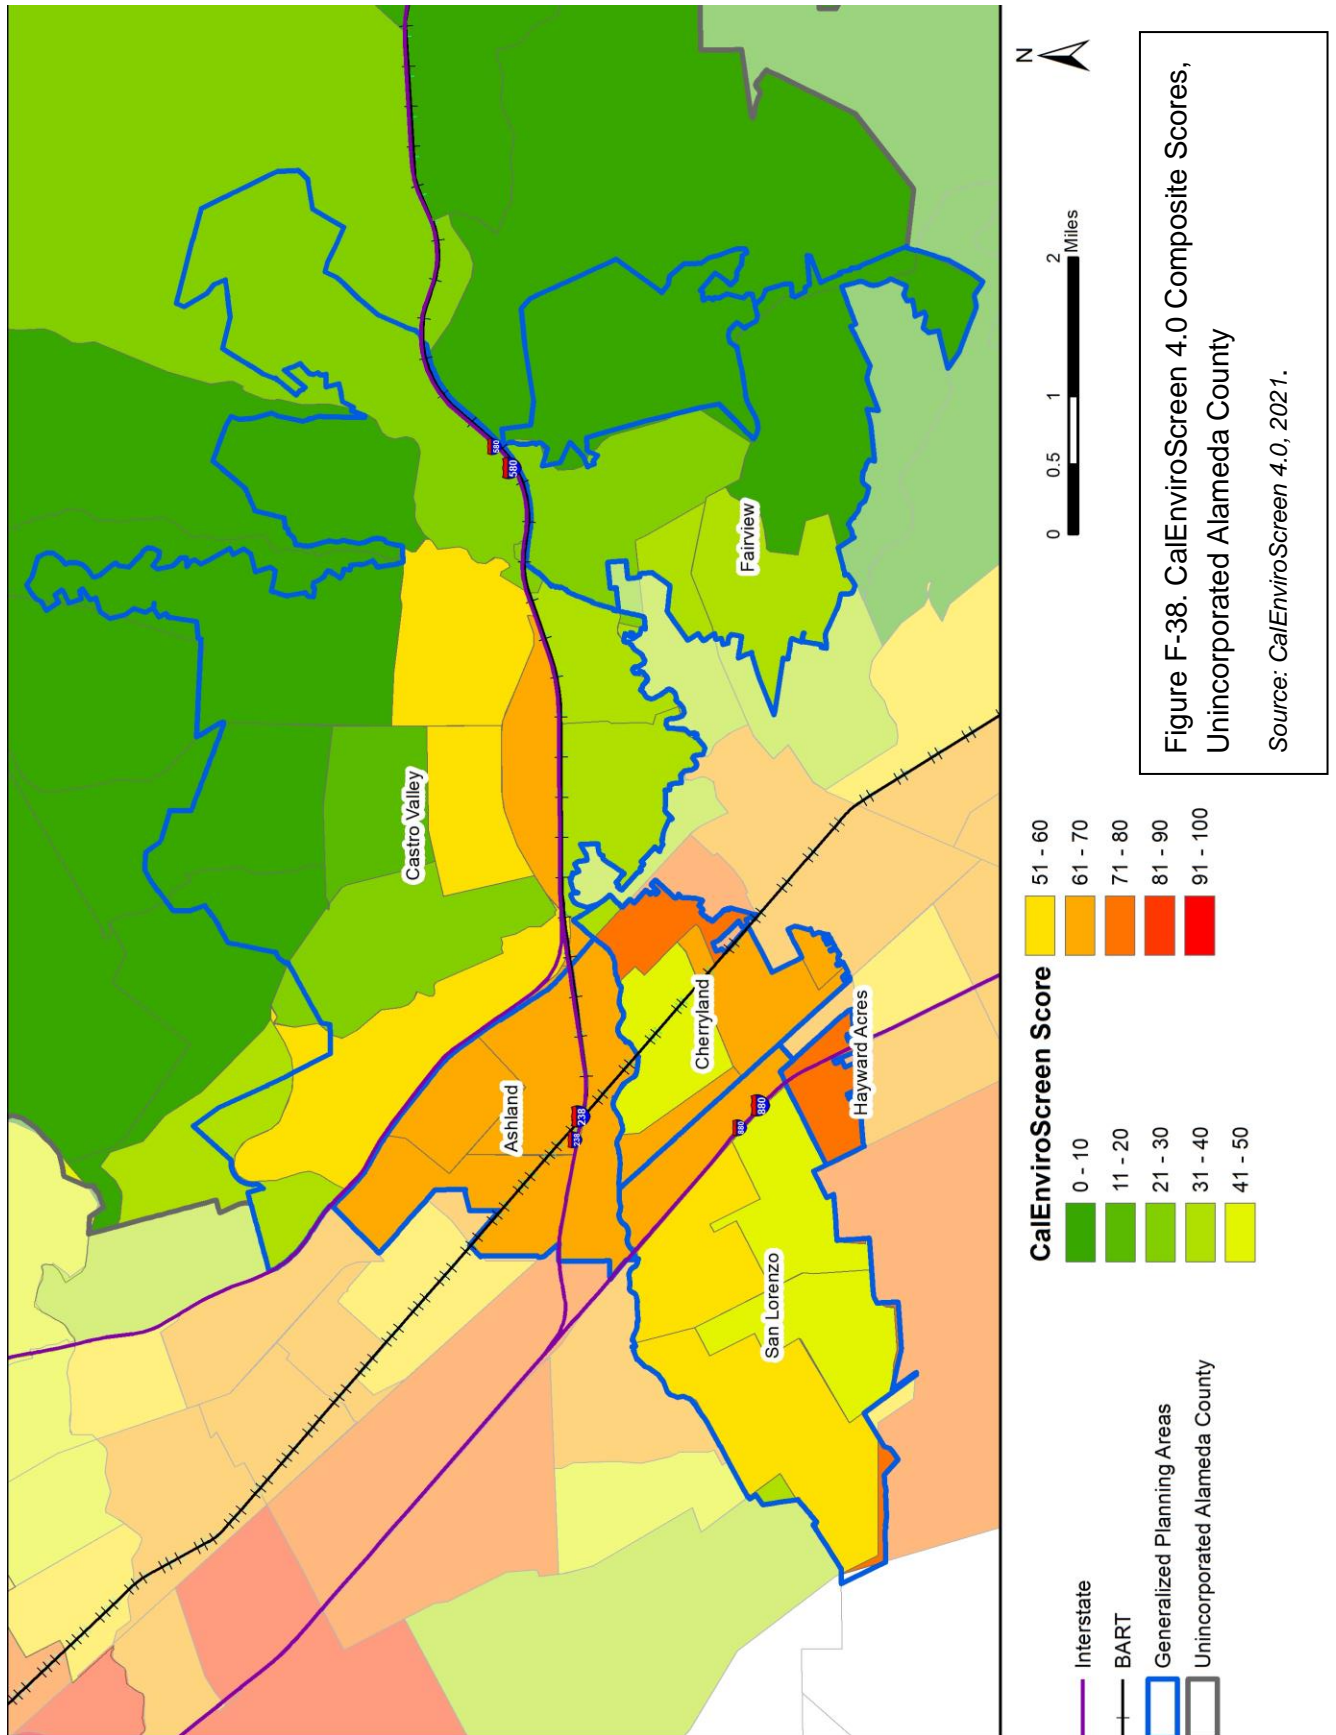 Castro Valley
Ashland
Cherryland
Fairview
San Lorenzo
Hayward Acres
580
580
238
238
880
880
Interstate
BART
Generalized Planning Areas
Unincorporated Alameda County
CalEnviroScreen Score
0 - 10
11 - 20
21 - 30
31 - 40
41 - 50
51 - 60
61 - 70
71 - 80
81 - 90
91 - 100
0 0.5 1 2
Miles
N
Figure F-38. CalEnviroScreen 4.0 Composite Scores,
Unincorporated Alameda County
Source: CalEnviroScreen 4.0, 2021.